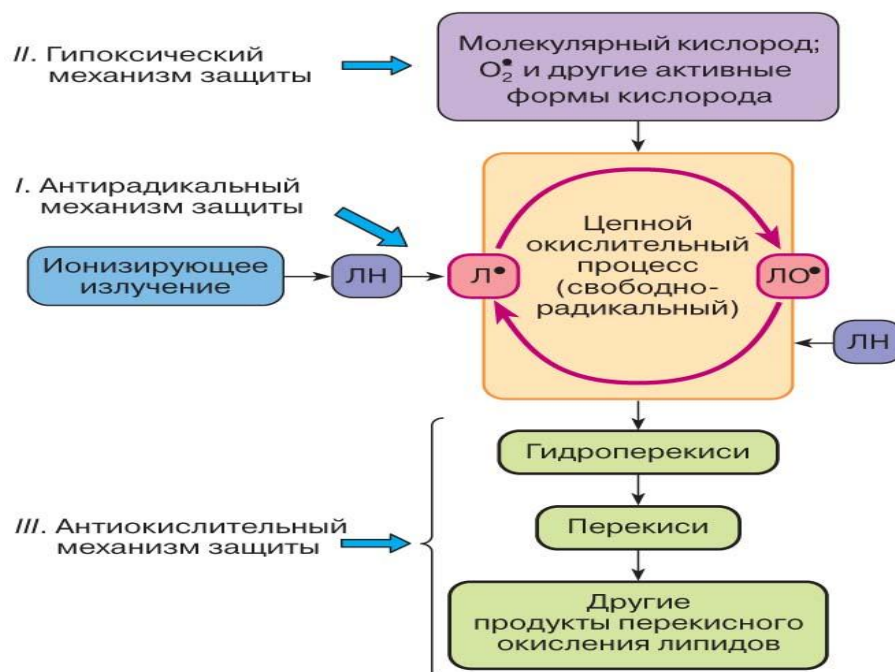 II. Гипоксический
механизм защиты
Молекулярный кислород;
O₂• и другие активные
формы кислорода
I. Антирадикальный
механизм защиты
Ионизирующее
излучение
ЛН
Л•
Цепной
окислительный
процесс
(свободно-
радикальный)
ЛО•
ЛН
Гидроперекиси
III. Антиокислительный
механизм защиты
Перекиси
Другие
продукты перекисного
окисления липидов